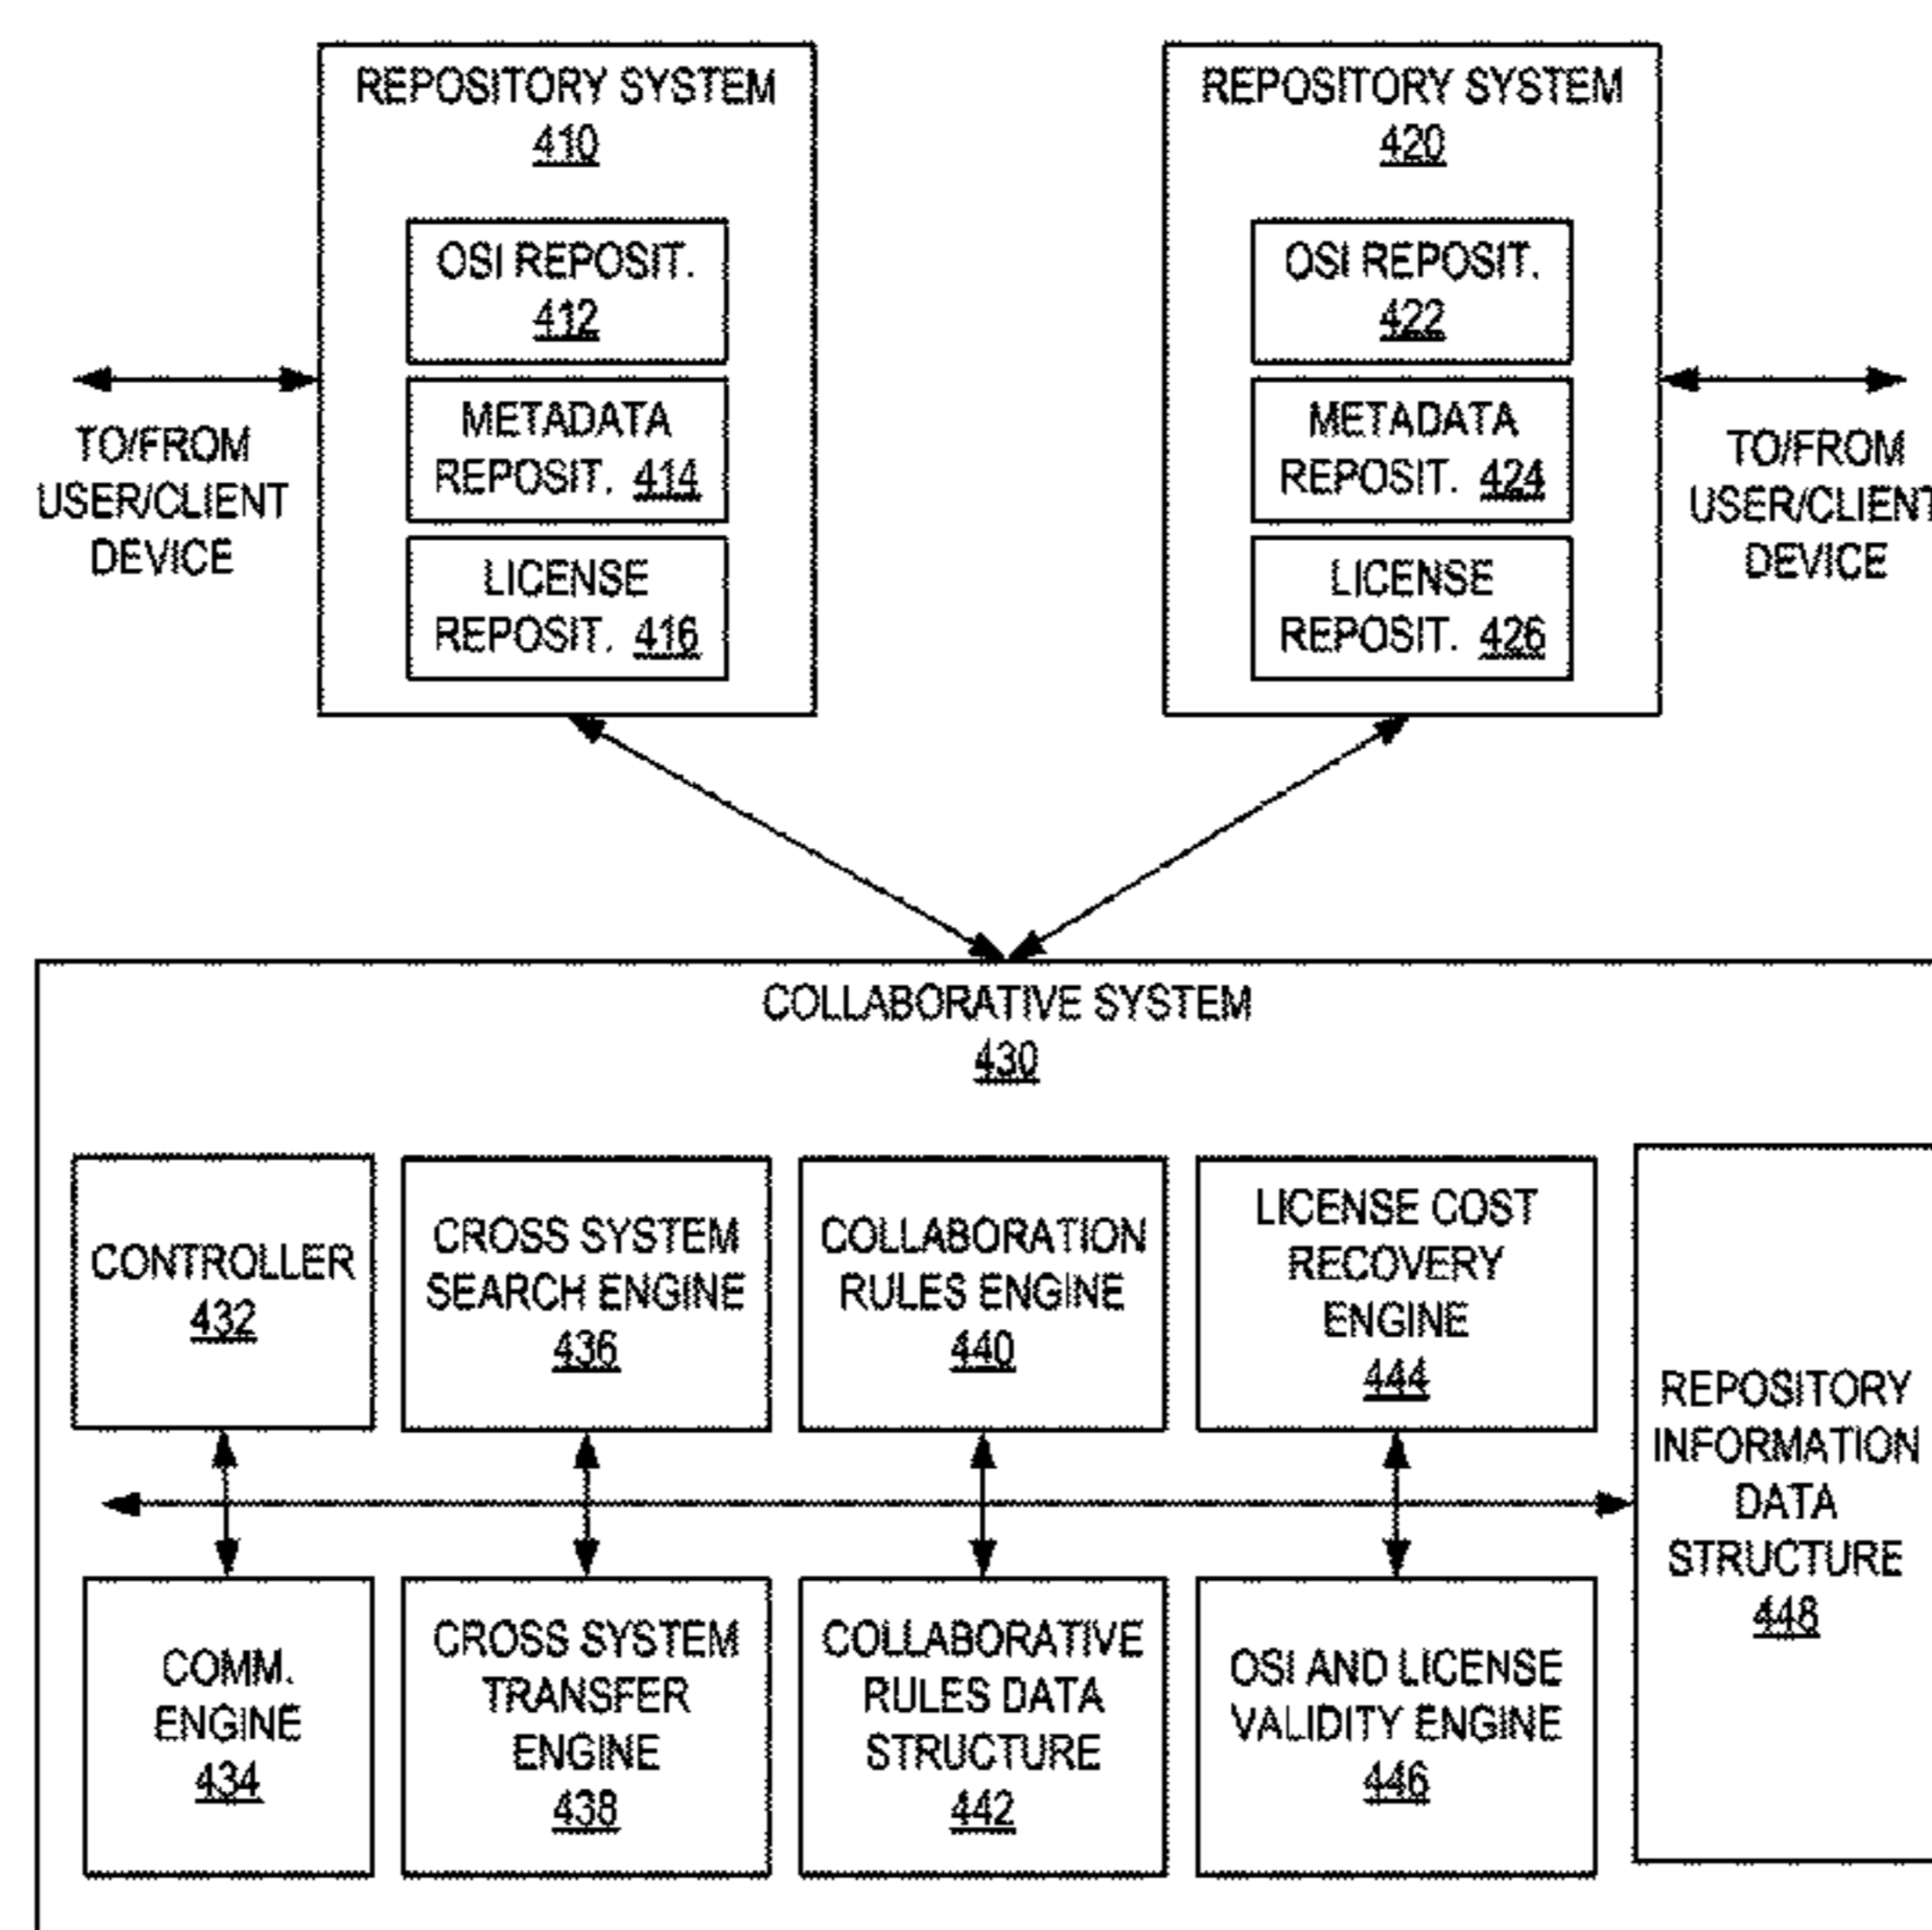 REPOSITORY SYSTEM
410
OSI REPOSIT.
412
METADATA
REPOSIT. 414
LICENSE
REPOSIT. 416
TO/FROM
USER/CLIENT
DEVICE
REPOSITORY SYSTEM
420
OSI REPOSIT.
422
METADATA
REPOSIT. 424
LICENSE
REPOSIT. 426
TO/FROM
USER/CLIENT
DEVICE
COLLABORATIVE SYSTEM
430
CONTROLLER
432
CROSS SYSTEM
SEARCH ENGINE
436
COLLABORATION
RULES ENGINE
440
LICENSE COST
RECOVERY
ENGINE
444
REPOSITORY
INFORMATION
DATA
STRUCTURE
448
COMM.
ENGINE
434
CROSS SYSTEM
TRANSFER
ENGINE
438
COLLABORATIVE
RULES DATA
STRUCTURE
442
OSI AND LICENSE
VALIDITY ENGINE
446